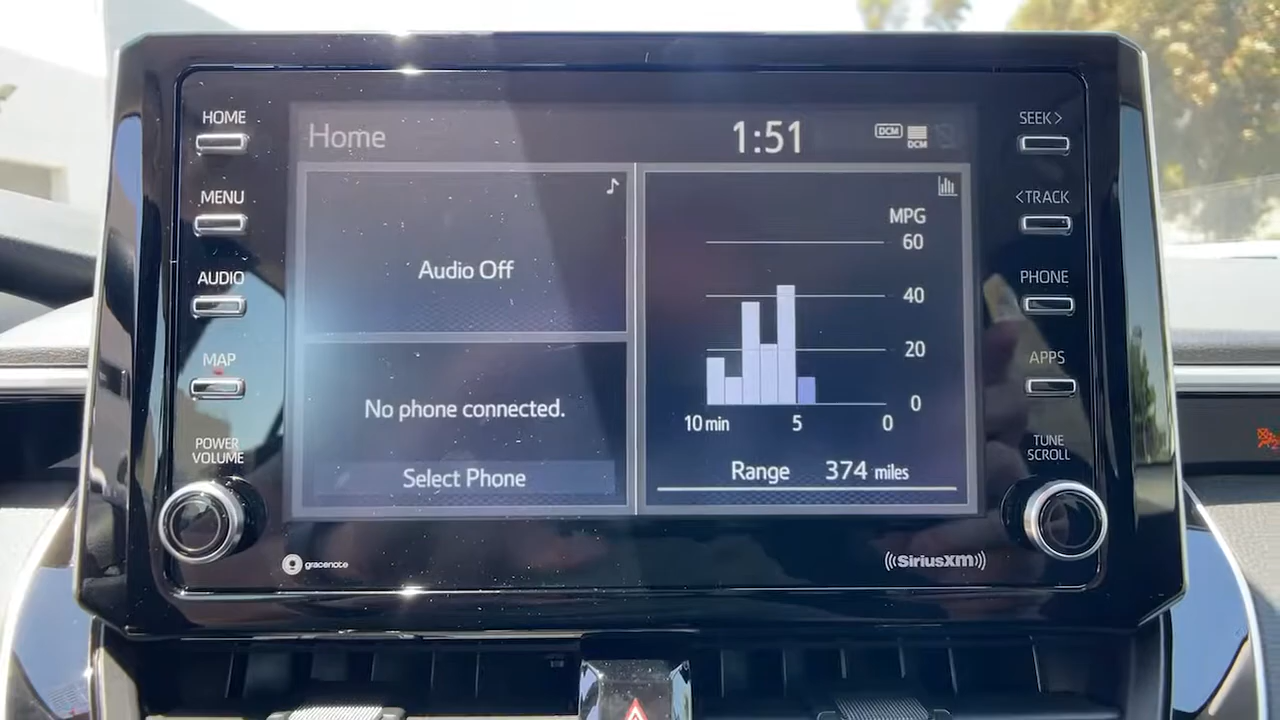 HOME
MENU
AUDIO
MAP
POWER
VOLUME
Home
1:51
DCM
DCM
Audio Off
No phone connected.
Select Phone
MPG
60
40
20
0
10 min 5 0
Range 374 miles
SEEK>
<TRACK
PHONE
APPS
TUNE
SCROLL
gracenote
((SiriusXM))